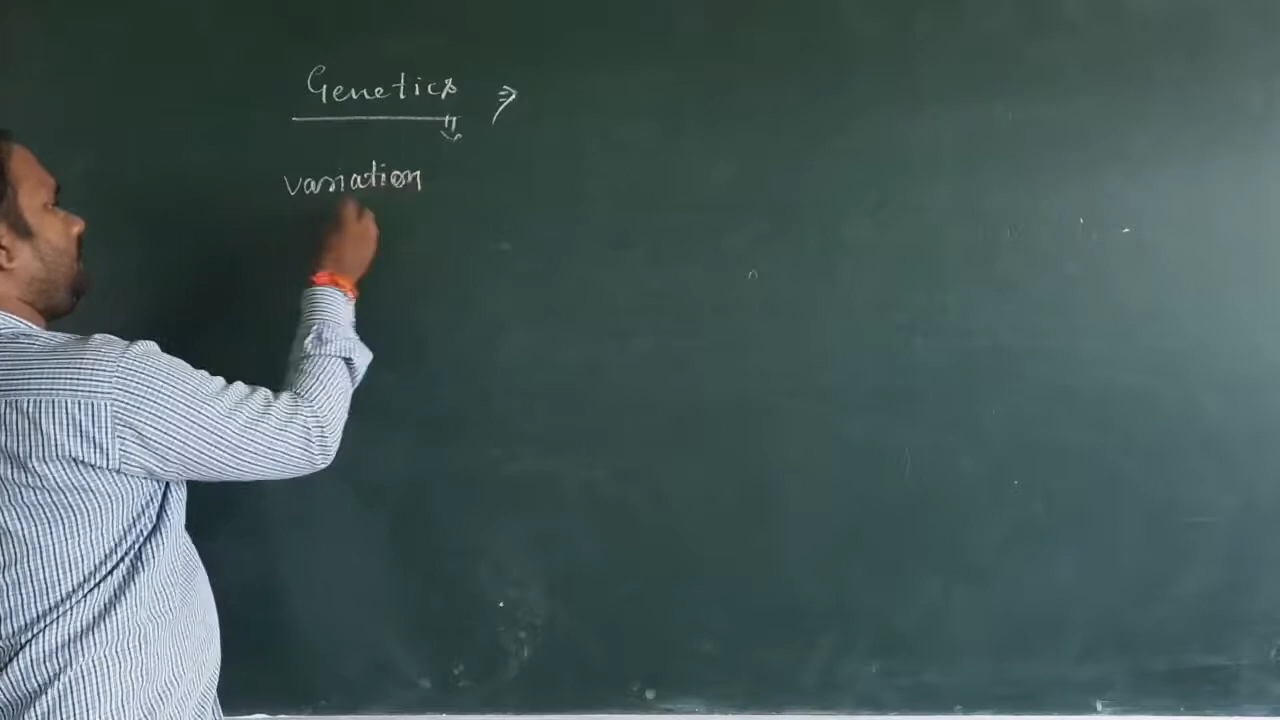 Genetics ⇒
variation